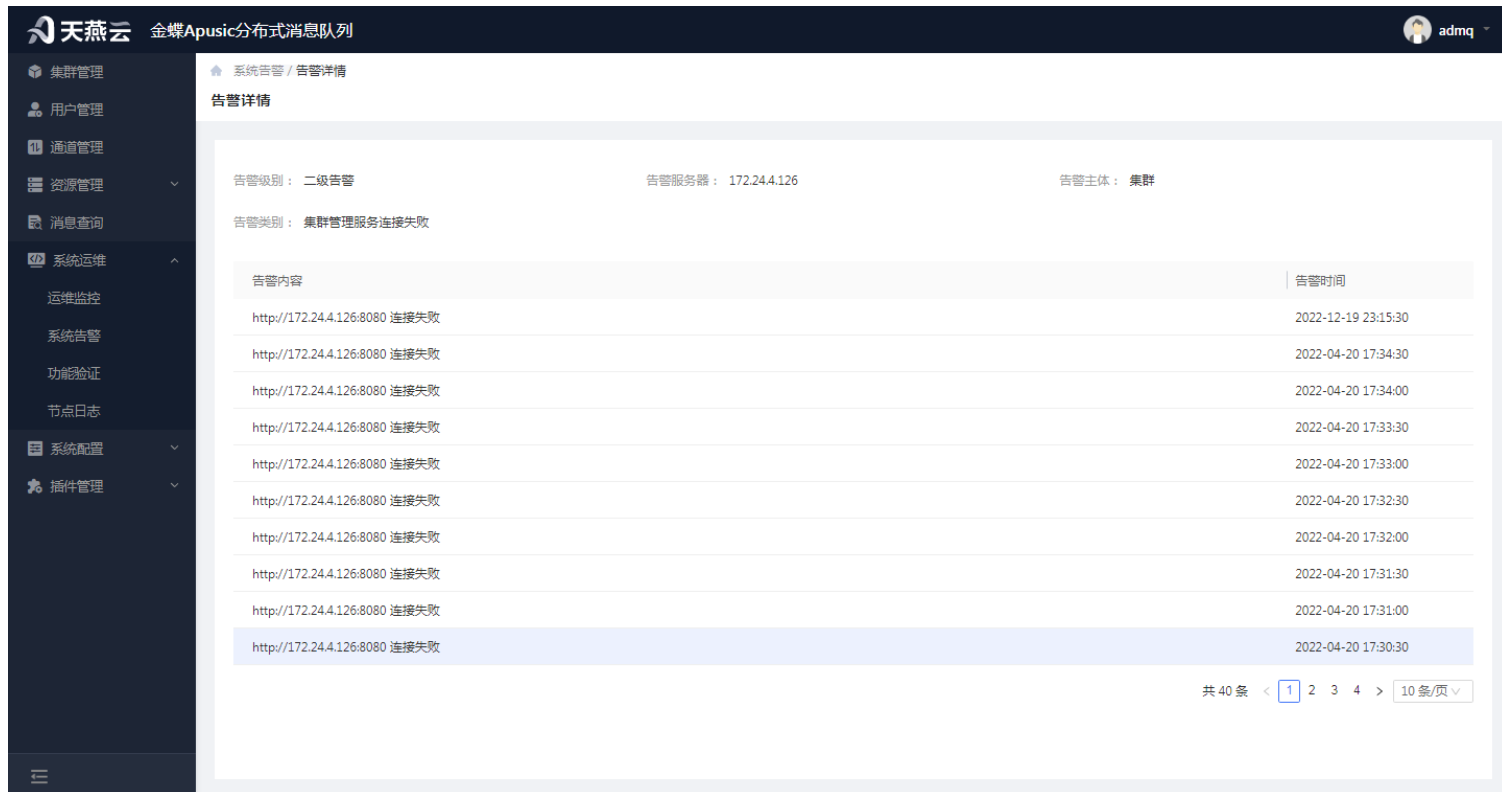 天燕云 金蝶Apusic分布式消息队列 admq
集群管理
用户管理
通道管理
资源管理
消息查询
系统运维
运维监控
系统告警
功能验证
节点日志
系统配置
插件管理
系统告警 / 告警详情
告警详情
告警级别： 二级告警 告警服务器： 172.24.4.126 告警主体： 集群
告警类别： 集群管理服务连接失败
告警内容 告警时间
http://172.24.4.126:8080 连接失败 2022-12-19 23:15:30
http://172.24.4.126:8080 连接失败 2022-04-20 17:34:30
http://172.24.4.126:8080 连接失败 2022-04-20 17:34:00
http://172.24.4.126:8080 连接失败 2022-04-20 17:33:30
http://172.24.4.126:8080 连接失败 2022-04-20 17:33:00
http://172.24.4.126:8080 连接失败 2022-04-20 17:32:30
http://172.24.4.126:8080 连接失败 2022-04-20 17:32:00
http://172.24.4.126:8080 连接失败 2022-04-20 17:31:30
http://172.24.4.126:8080 连接失败 2022-04-20 17:31:00
http://172.24.4.126:8080 连接失败 2022-04-20 17:30:30
共 40 条 < 1 2 3 4 > 10 条/页